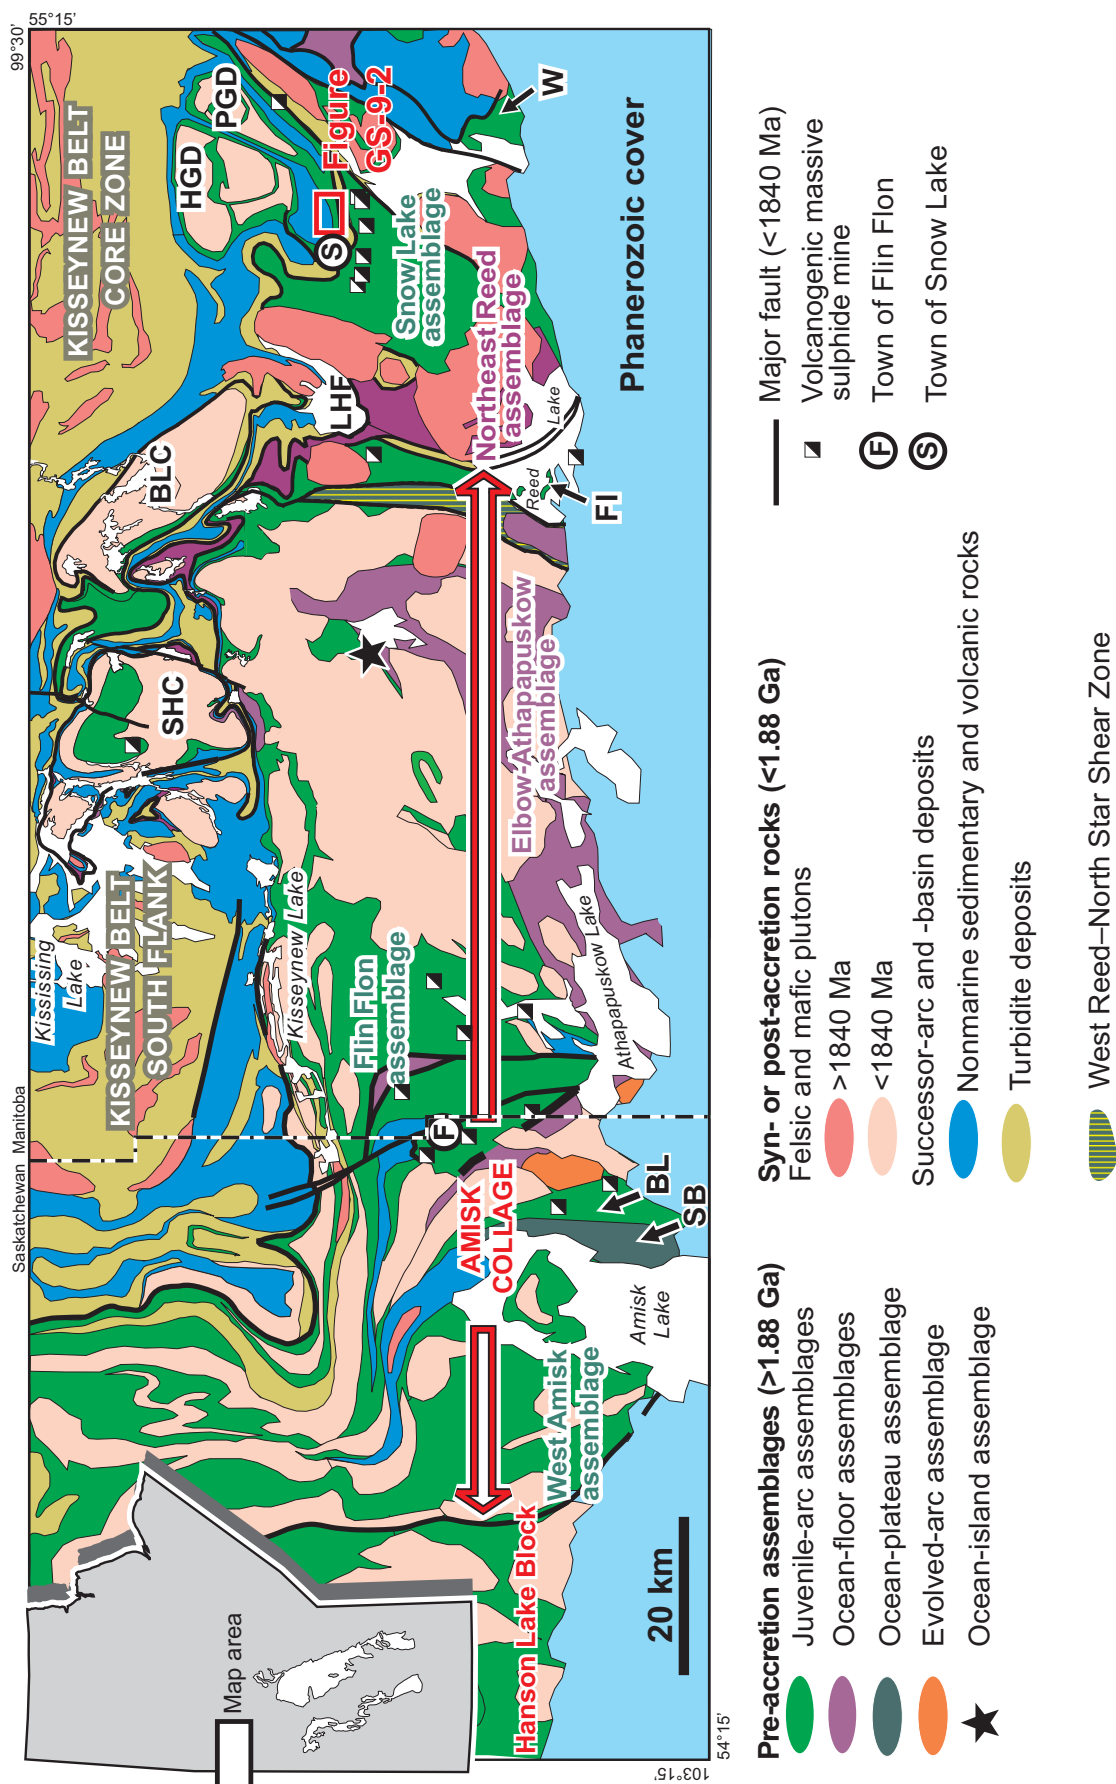 55°15'
99°30'
KISSEYNEW BELT
CORE ZONE
PGD
HGD
Figure
GS-9-2
W
S
Snow Lake
assemblage
Northeast Reed
assemblage
Phanerozoic cover
LHF
BLC
Reed
Lake
FI
SHC
Elbow-Athapapuskow
assemblage
Kississing
Lake
KISSEYNEW BELT
SOUTH FLANK
Kisseynew Lake
Flin Flon
assemblage
Athapapuskow Lake
Saskatchewan
Manitoba
F
AMISK
COLLAGE
BL
SB
Amisk
Lake
West Amisk
assemblage
Hanson Lake Block
20 km
Map area
54°15'
103°15'
Pre-accretion assemblages (>1.88 Ga)
Juvenile-arc assemblages
Ocean-floor assemblages
Ocean-plateau assemblage
Evolved-arc assemblage
Ocean-island assemblage
Syn- or post-accretion rocks (<1.88 Ga)
Felsic and mafic plutons
>1840 Ma
<1840 Ma
Successor-arc and -basin deposits
Nonmarine sedimentary and volcanic rocks
Turbidite deposits
West Reed–North Star Shear Zone
Major fault (<1840 Ma)
Volcanogenic massive
sulphide mine
F
Town of Flin Flon
S
Town of Snow Lake